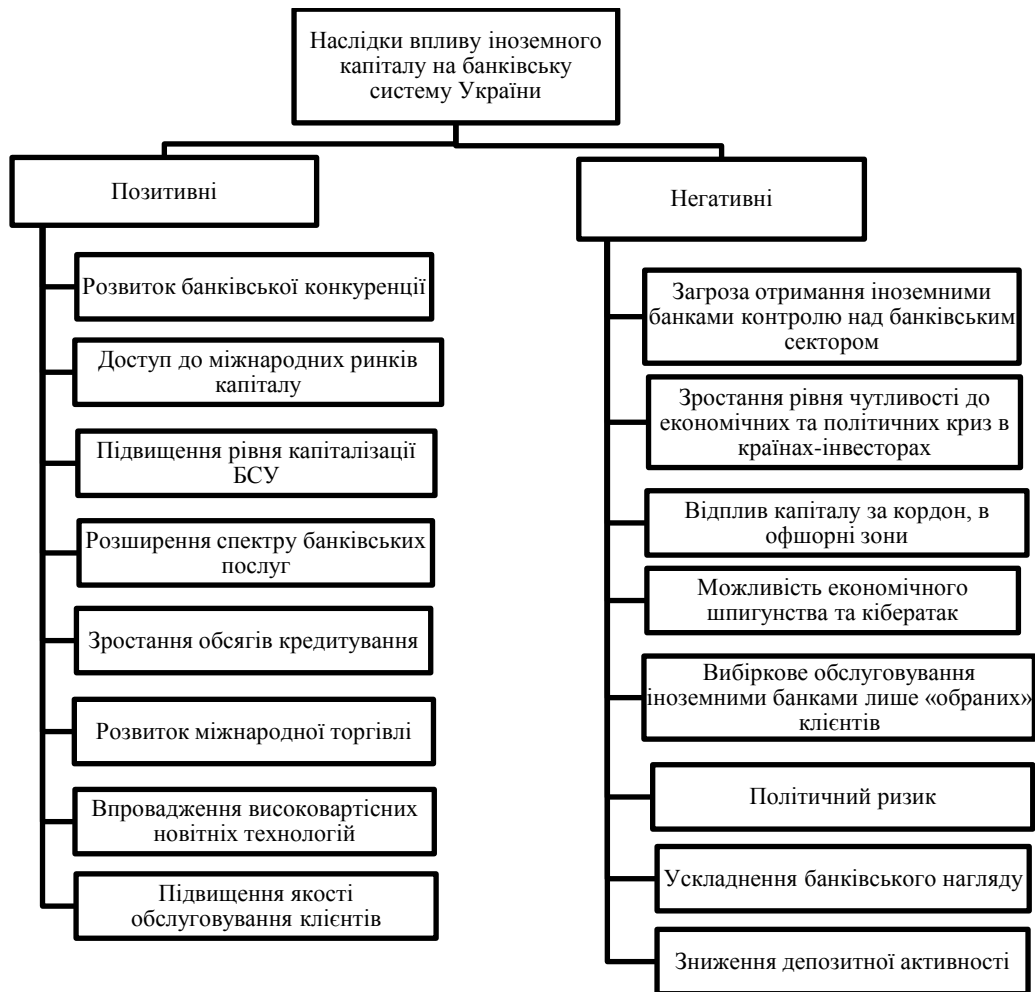 Наслідки впливу іноземного
капіталу на банківську
систему України
Позитивні
Розвиток банківської конкуренції
Доступ до міжнародних ринків
капіталу
Підвищення рівня капіталізації
БСУ
Розширення спектру банківських
послуг
Зростання обсягів кредитування
Розвиток міжнародної торгівлі
Впровадження високовартісних
новітніх технологій
Підвищення якості
обслуговування клієнтів
Негативні
Загроза отримання іноземними
банками контролю над банківським
сектором
Зростання рівня чутливості до
економічних та політичних криз в
країнах-інвесторах
Відплив капіталу за кордон, в
офшорні зони
Можливість економічного
шпигунства та кібератак
Вибіркове обслуговування
іноземними банками лише «обраних»
клієнтів
Політичний ризик
Ускладнення банківського нагляду
Зниження депозитної активності